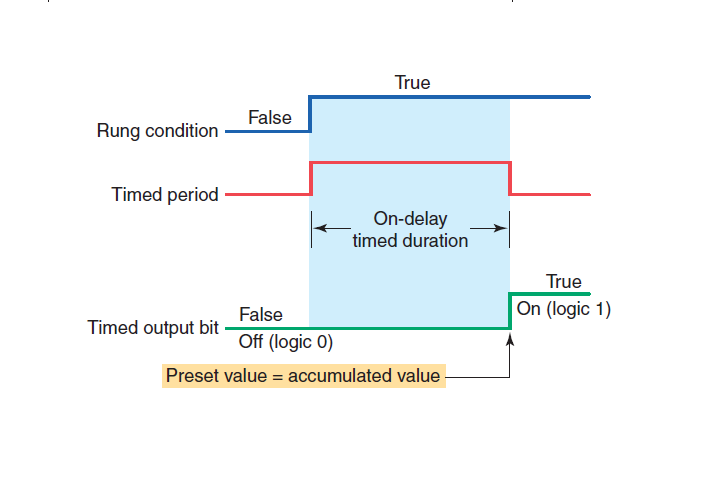 True
False
Rung condition
Timed period
On-delay
timed duration
True
False
On (logic 1)
Timed output bit
Off (logic 0)
Preset value = accumulated value